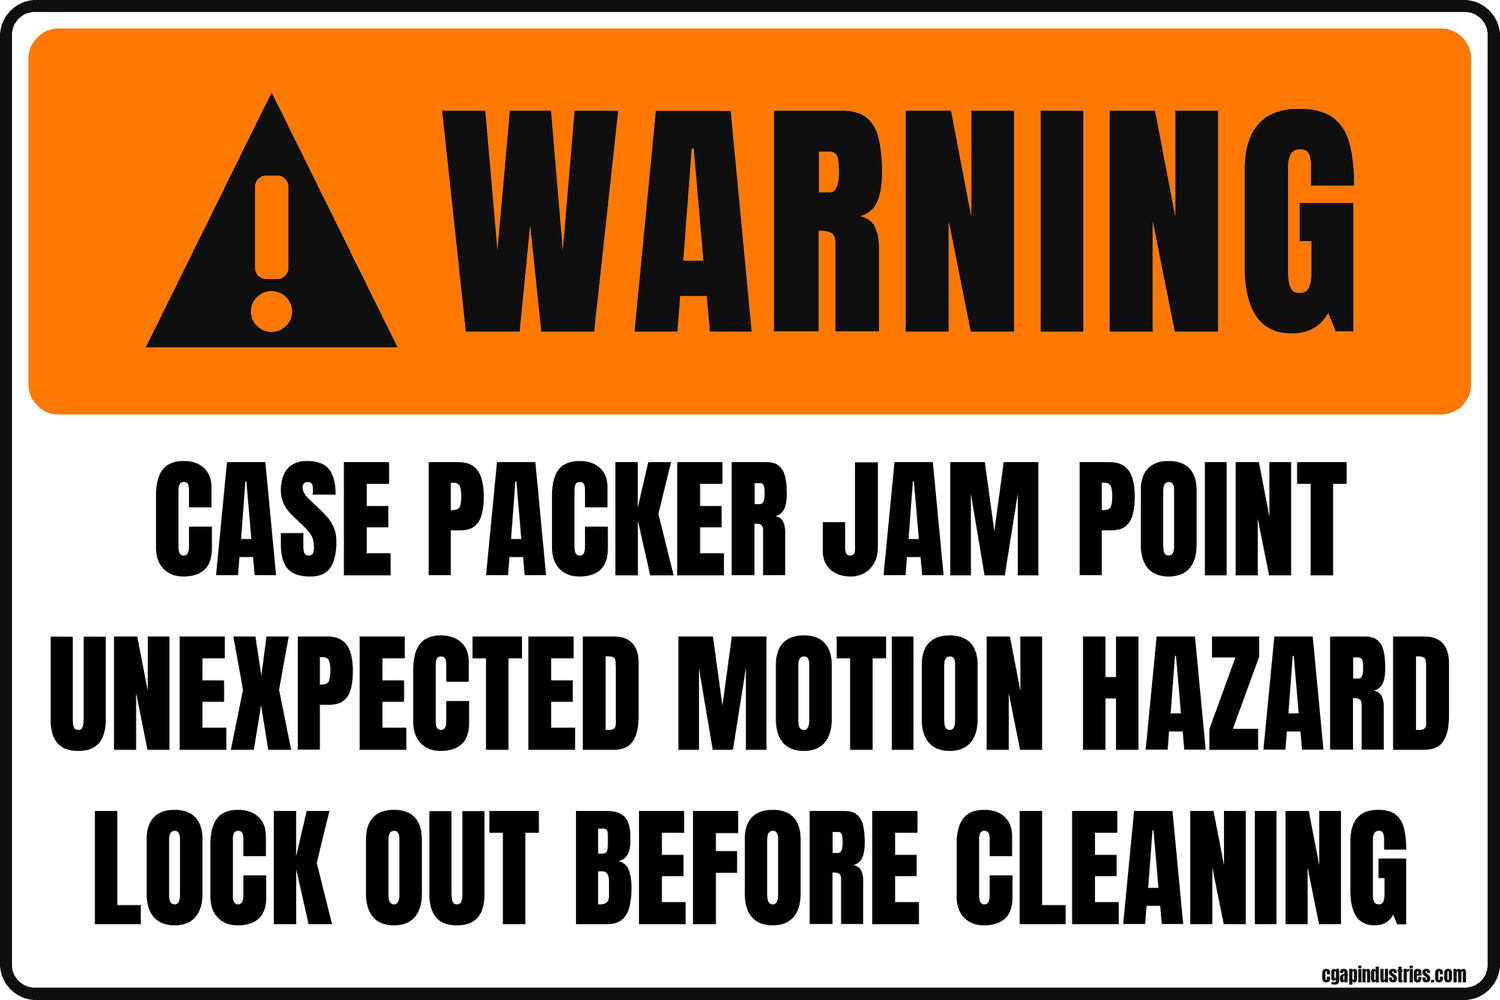 WARNING
CASE PACKER JAM POINT
UNEXPECTED MOTION HAZARD
LOCK OUT BEFORE CLEANING
cgapindustries.com